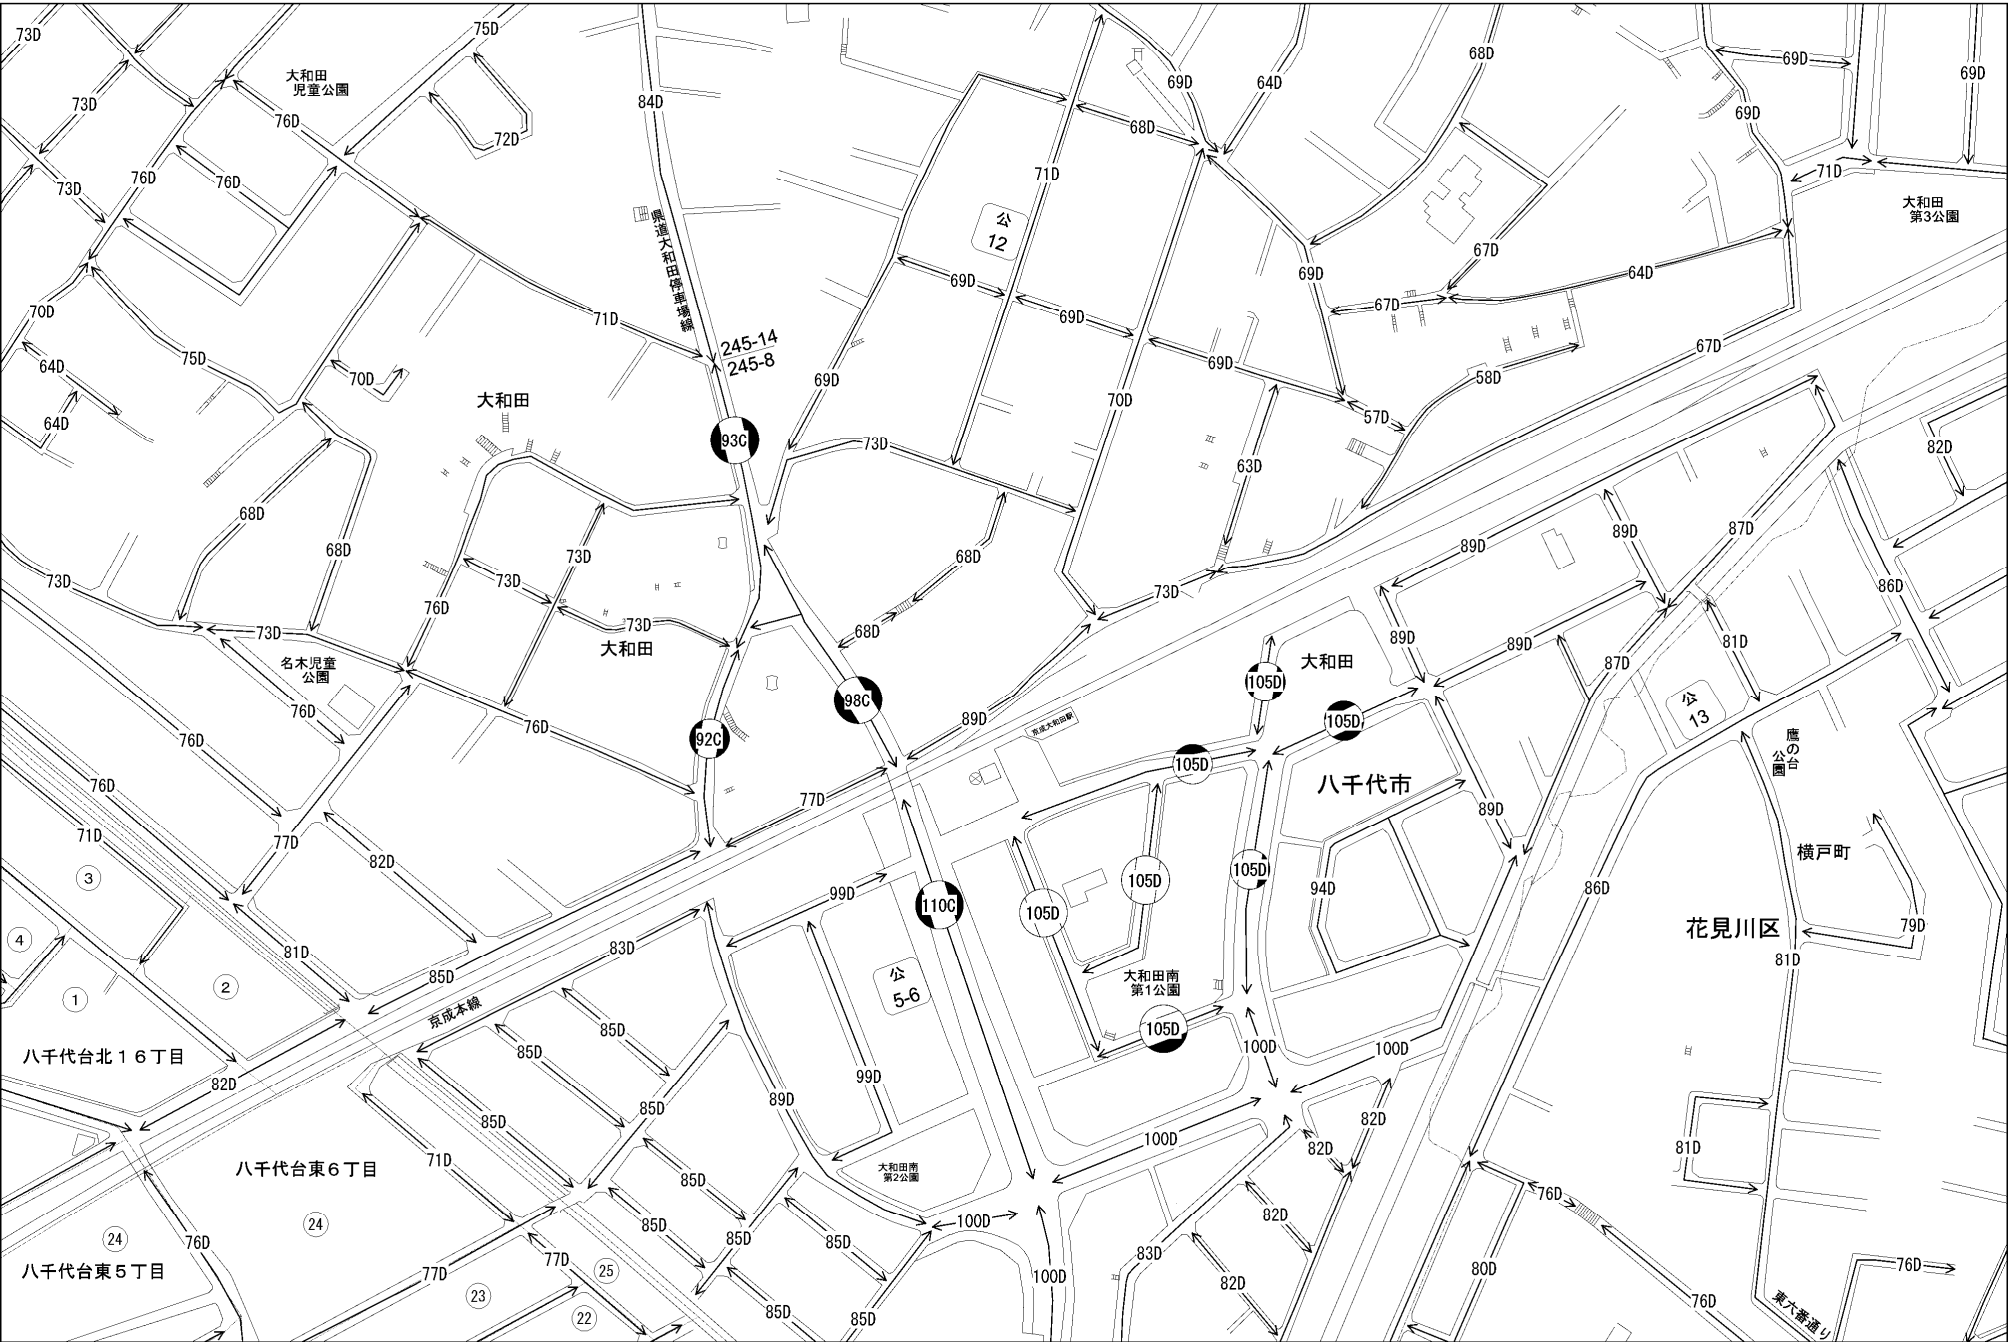 73D
75D
大和田
児童公園
73D
76D
72D
84D
69D
64D
68D
69D
69D
69D
68D
76D
76D
73D
71D
71D
公
12
大和田
第3公園
県道大和田停車場線
70D
71D
69D
69D
69D
67D
64D
67D
245-14
245-8
75D
64D
70D
69D
69D
67D
58D
大和田
64D
70D
57D
93C
73D
82D
63D
68D
89D
89D
87D
68D
73D
68D
73D
73D
76D
73D
86D
73D
73D
68D
89D
81D
89D
大和田
大和田
87D
名木児童
公園
105D
76D
98C
公
13
89D
105D
76D
76D
92C
京成大和田駅
鷹の台
公園
105D
八千代市
76D
77D
89D
71D
77D
82D
横戸町
③
105D
105D
94D
86D
99D
110C
105D
79D
花見川区
④
81D
83D
81D
②
85D
公
5-6
大和田南
第1公園
①
京成本線
85D
105D
85D
100D
100D
八千代台北16丁目
82D
99D
85D
89D
85D
82D
100D
82D
81D
71D
八千代台東6丁目
大和田南
第2公園
85D
76D
24
100D
82D
85D
24
76D
85D
85D
83D
八千代台東5丁目
77D
77D
25
100D
82D
80D
76D
23
22
85D
85D
76D
東六番通り